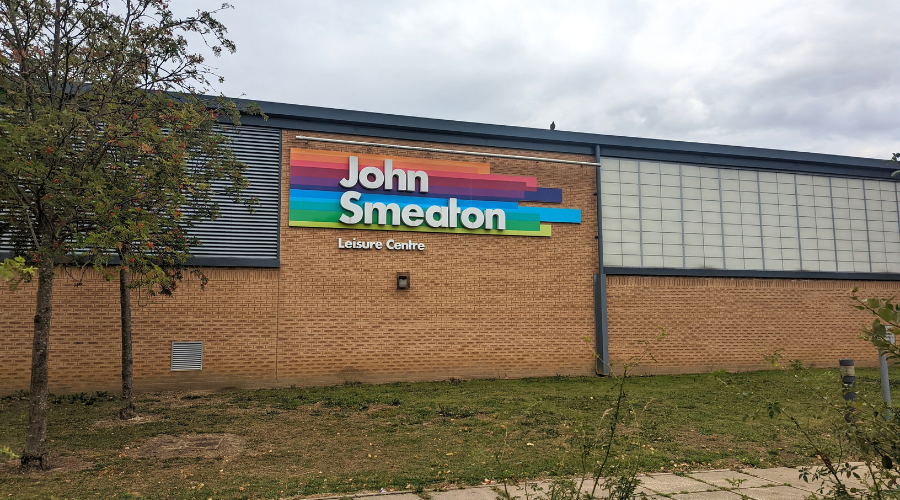 John
Smeaton
Leisure Centre